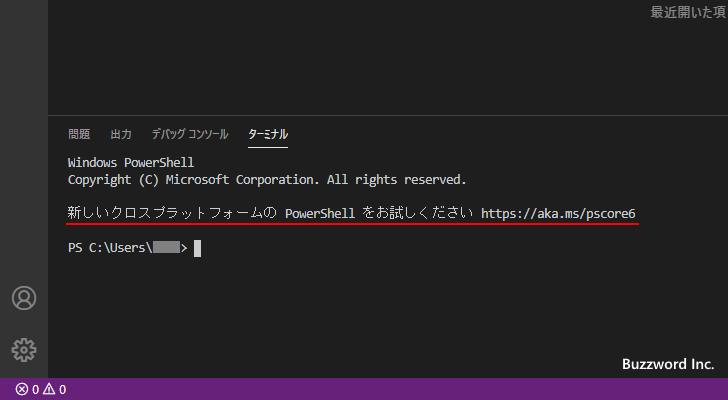 最近開いた項
問題 出力 デバッグ コンソール ターミナル
Windows PowerShell
Copyright (C) Microsoft Corporation. All rights reserved.
新しいクロスプラットフォームの PowerShell をお試しください https://aka.ms/pscore6
PS C:\Users\ >
Buzzword Inc.
0 0